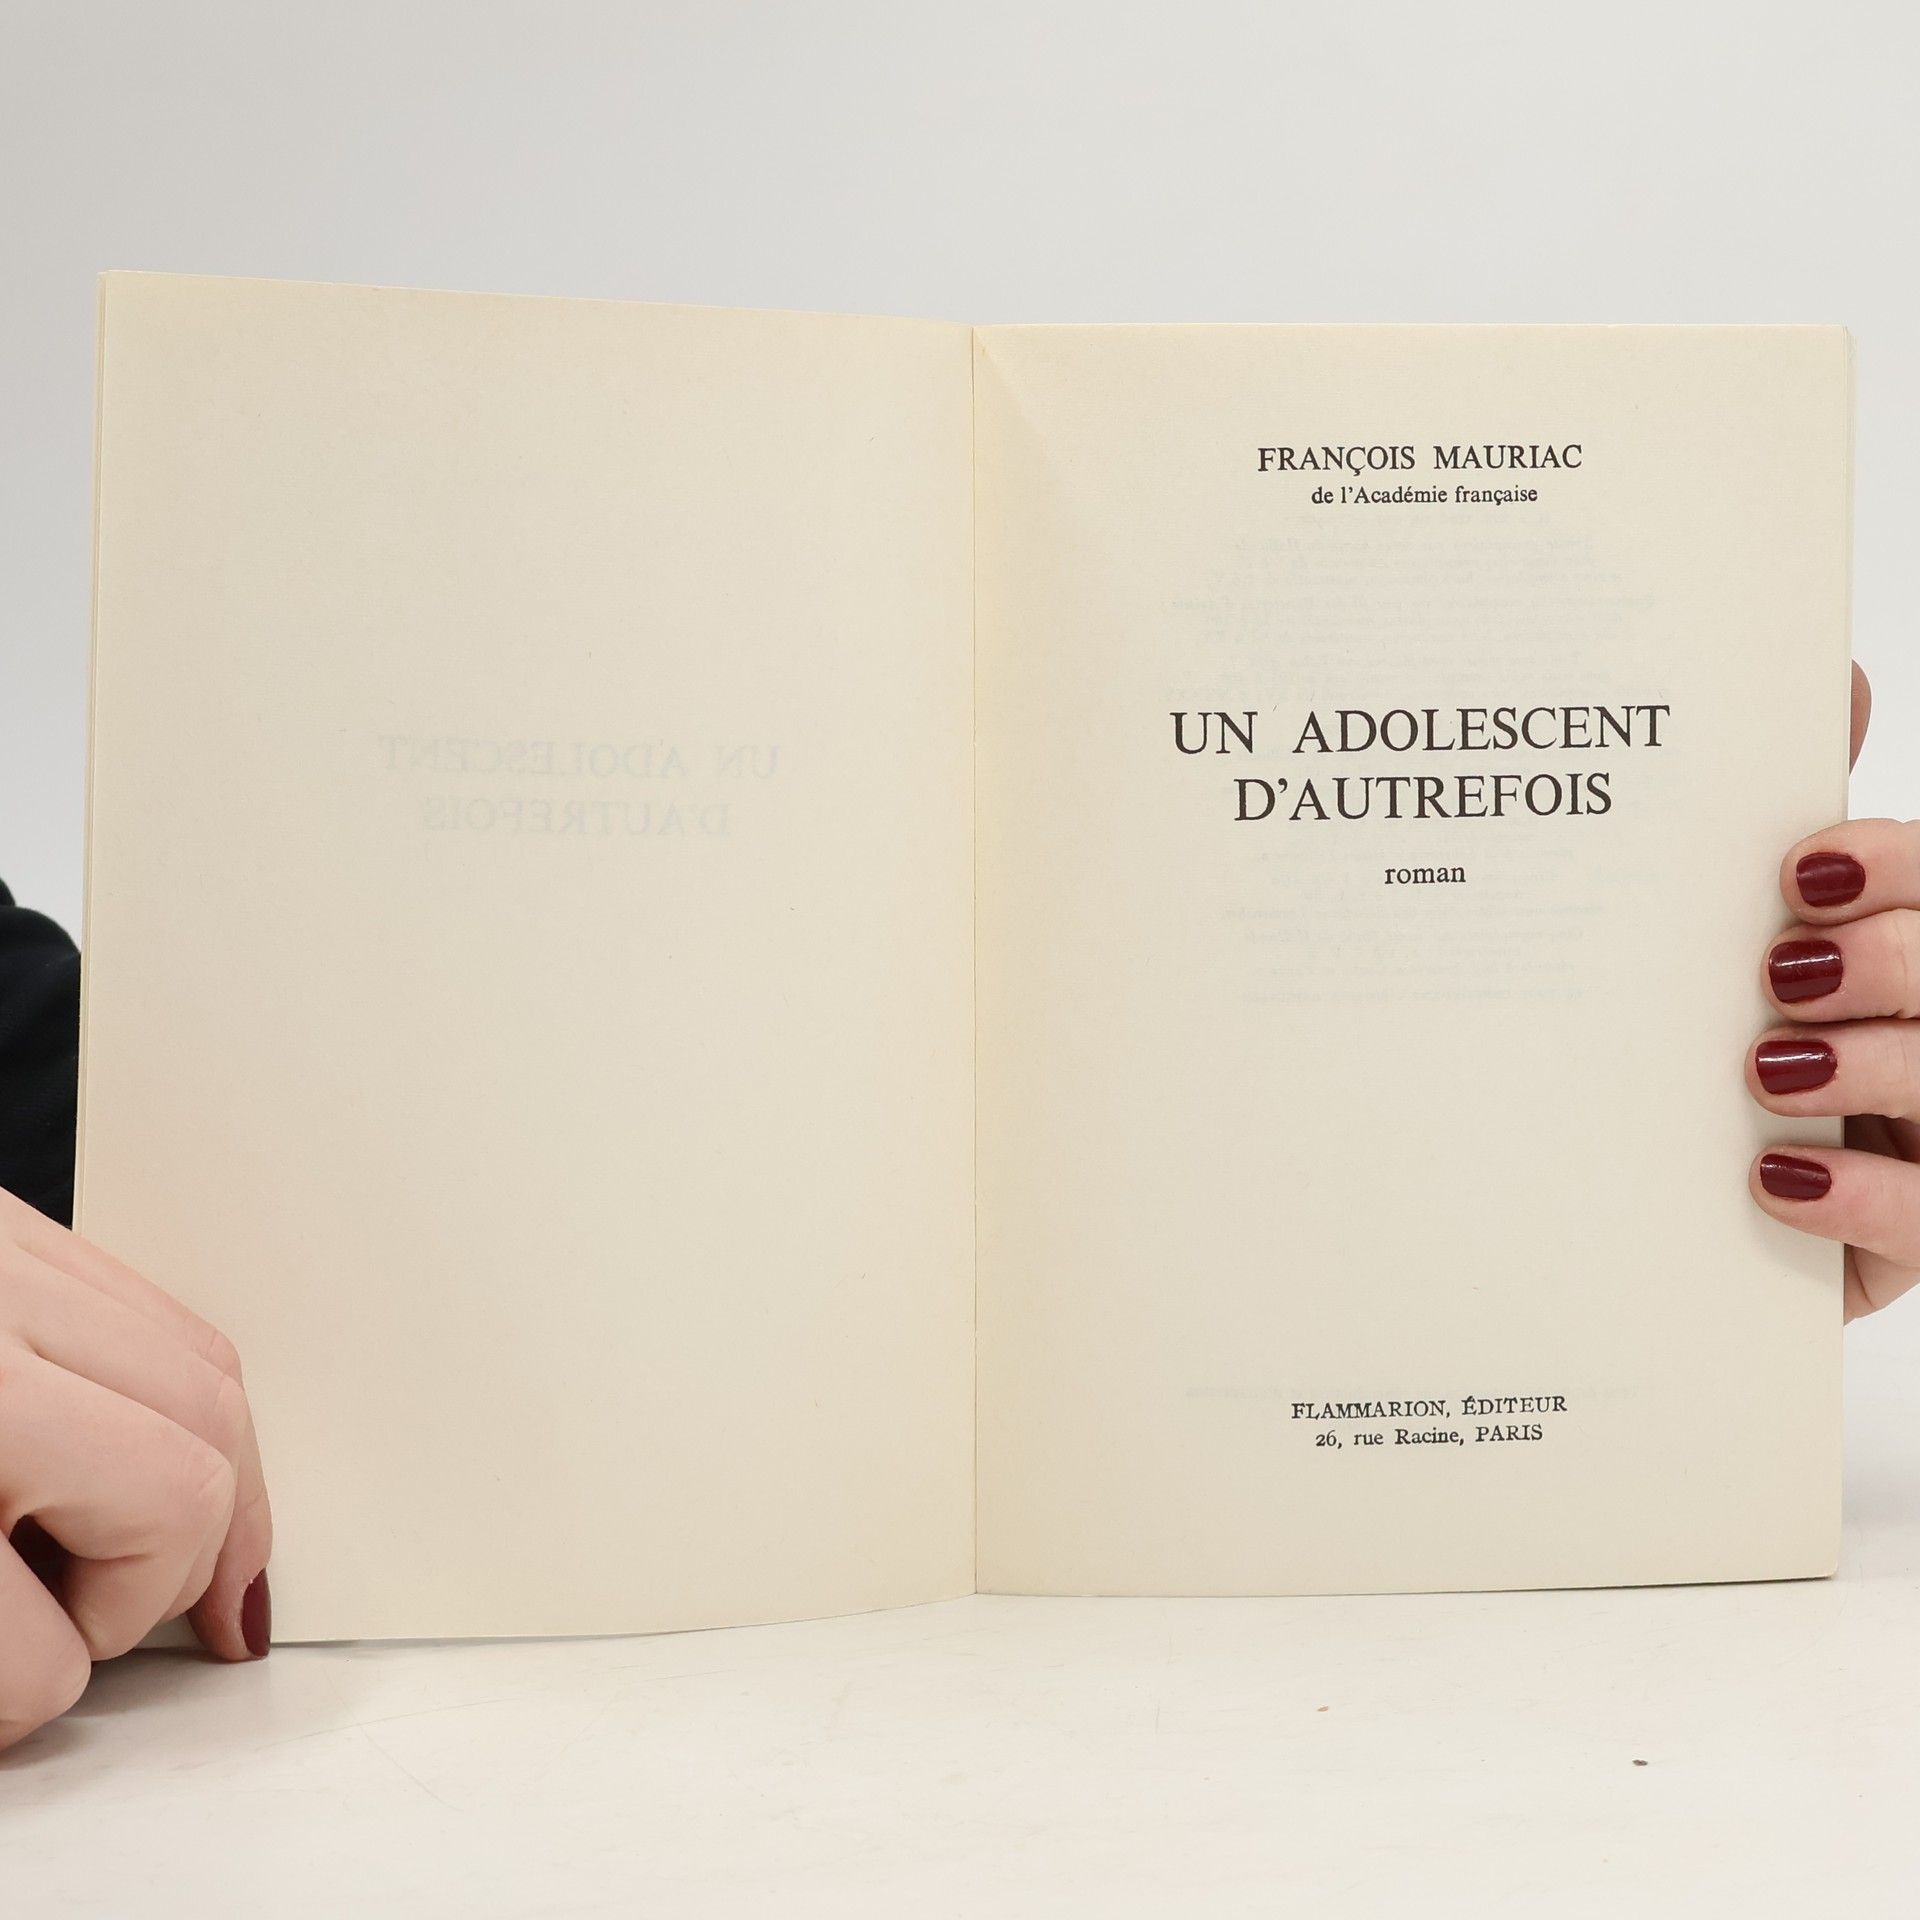 FRANÇOIS MAURIAC
de l'Académie française
UN ADOLESCENT
D'AUTREFOIS
roman
FLAMMARION, ÉDITEUR
26, rue Racine, PARIS